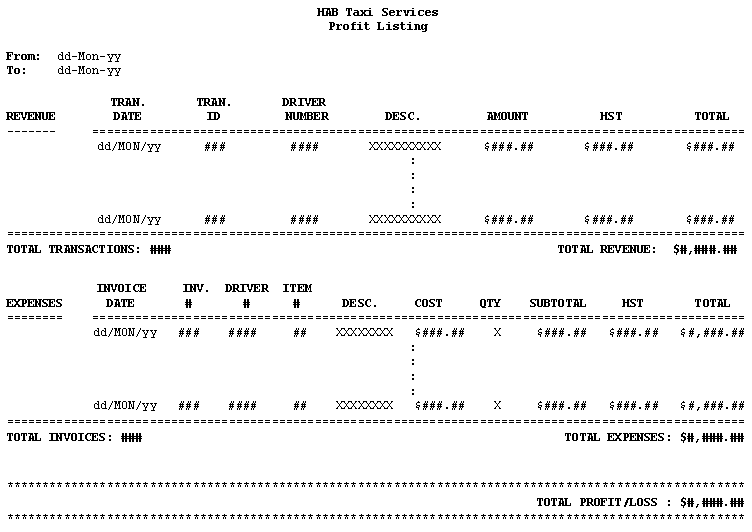 HAB Taxi Services
Profit Listing
From: dd-Mon-yy
To: dd-Mon-yy
TRAN. TRAN. DRIVER
REVENUE DATE ID NUMBER DESC. AMOUNT HST TOTAL
------- ==============================================================================
dd/MON/yy ### #### XXXXXXXXXX $###.## $###.## $###.##
:
:
:
dd/MON/yy ### #### XXXXXXXXXX $###.## $###.## $###.##
==========================================================================================
TOTAL TRANSACTIONS: ### TOTAL REVENUE: $#,###.##
INVOICE INV. DRIVER ITEM
EXPENSES DATE # # # DESC. COST QTY SUBTOTAL HST TOTAL
======== ==============================================================================
dd/MON/yy ### #### ## XXXXXXXX $###.## X $###.## $###.## $#,###.##
:
:
:
:
dd/MON/yy ### #### ## XXXXXXXX $###.## X $###.## $###.## $#,###.##
==========================================================================================
TOTAL INVOICES: ### TOTAL EXPENSES: $#,###.##
******************************************************************************************
TOTAL PROFIT/LOSS : $#,###.##
******************************************************************************************